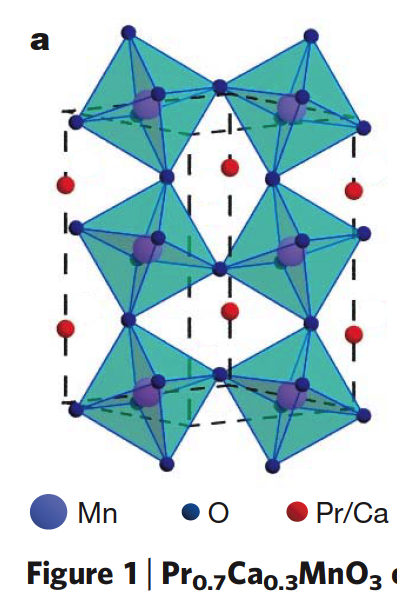 a
Mn O Pr/Ca
Figure 1 | Pr0.7Ca0.3MnO3